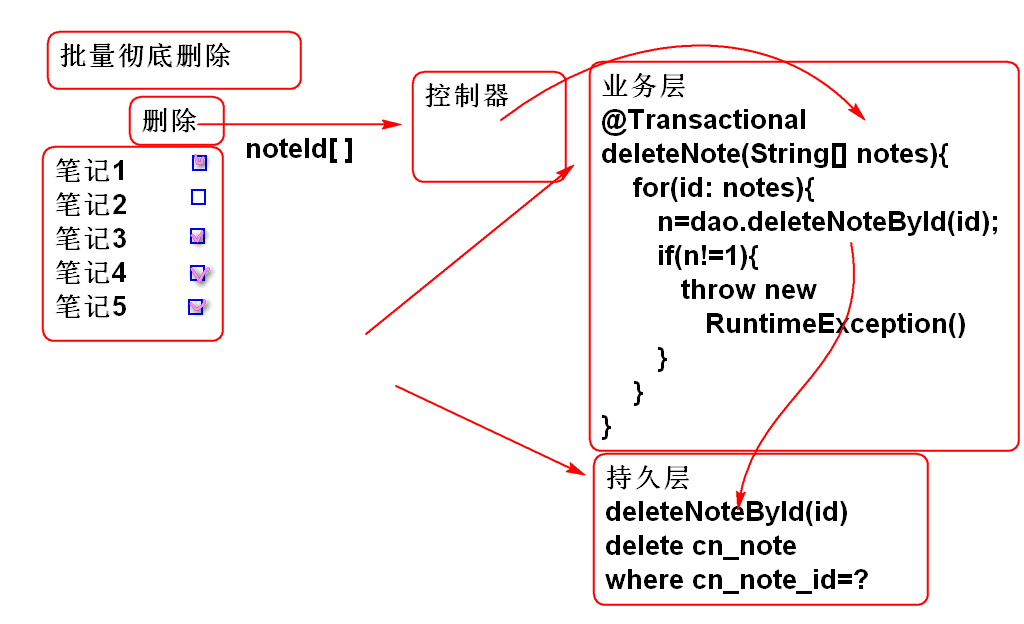 批量彻底删除
删除
noteId[ ]
笔记1
笔记2
笔记3
笔记4
笔记5
控制器
业务层
@Transactional
deleteNote(String[] notes){
for(id: notes){
n=dao.deleteNoteById(id);
if(n!=1){
throw new
RuntimeException()
}
}
}
持久层
deleteNoteById(id)
delete cn_note
where cn_note_id=?